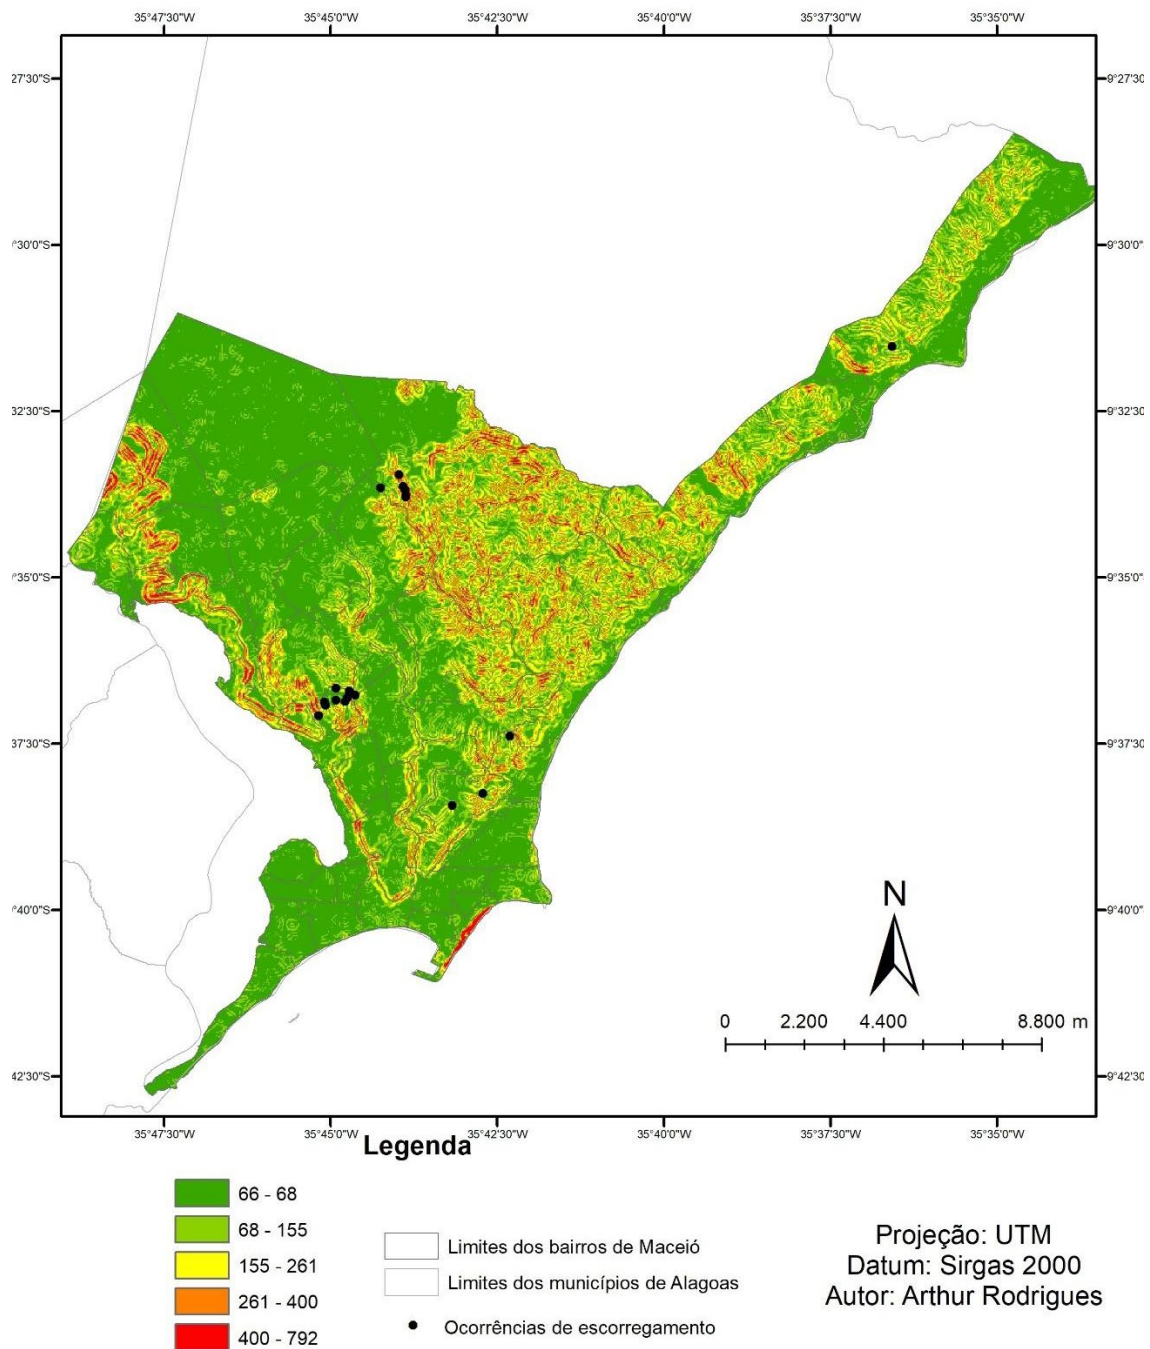 35°47'30"W 35°45'0"W 35°42'30"W 35°40'0"W 35°37'30"W 35°35'0"W
27'30"S 9°27'30
°30'0"S 9°30'0"S
32'30"S 9°32'30
°35'0"S 9°35'0"S
37'30"S 9°37'30
°40'0"S 9°40'0"S
42'30"S 9°42'30
N
0 2.200 4.400 8.800 m
35°47'30"W 35°45'0"W 35°42'30"W 35°40'0"W 35°37'30"W 35°35'0"W
Legenda
66 - 68
68 - 155
155 - 261
261 - 400
400 - 792
Limites dos bairros de Maceió
Limites dos municípios de Alagoas
Ocorrências de escorregamento
Projeção: UTM
Datum: Sirgas 2000
Autor: Arthur Rodrigues